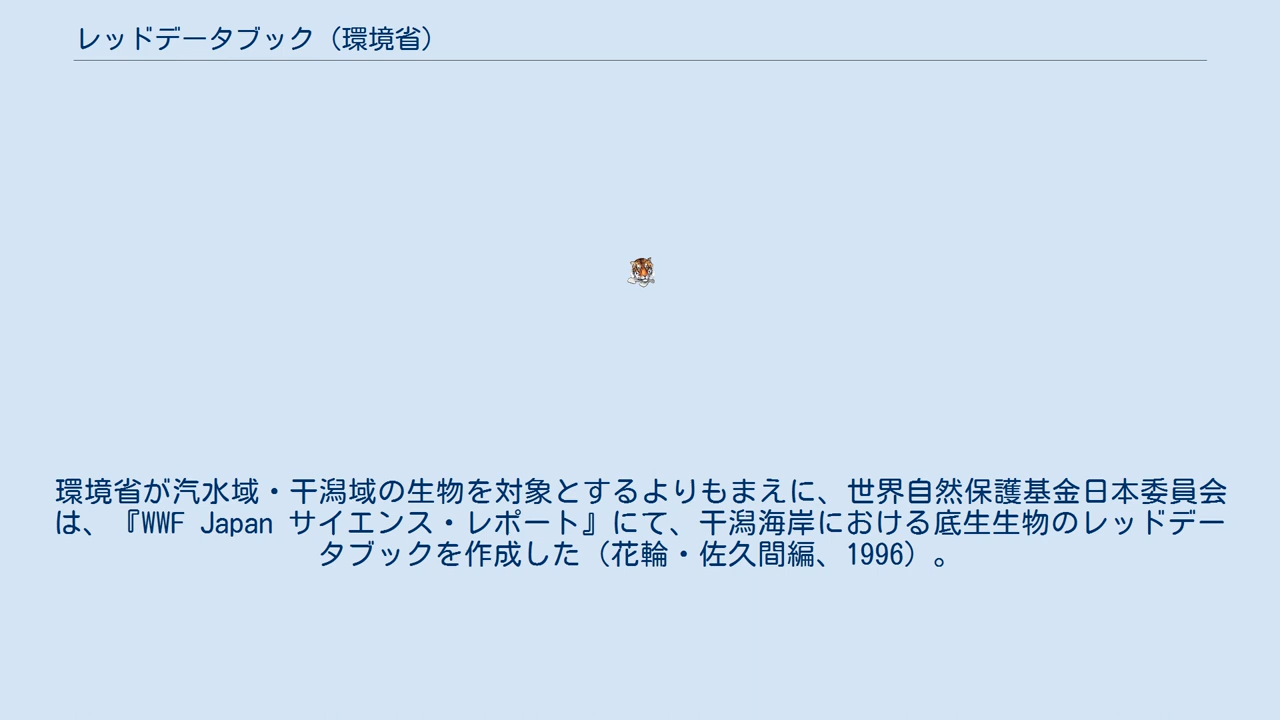 レッドデータブック（環境省）
環境省が汽水域・干潟域の生物を対象とするよりもまえに、世界自然保護基金日本委員会
は、『WWF Japan サイエンス・レポート』にて、干潟海岸における底生生物のレッドデー
タブックを作成した（花輪・佐久間編、1996）。